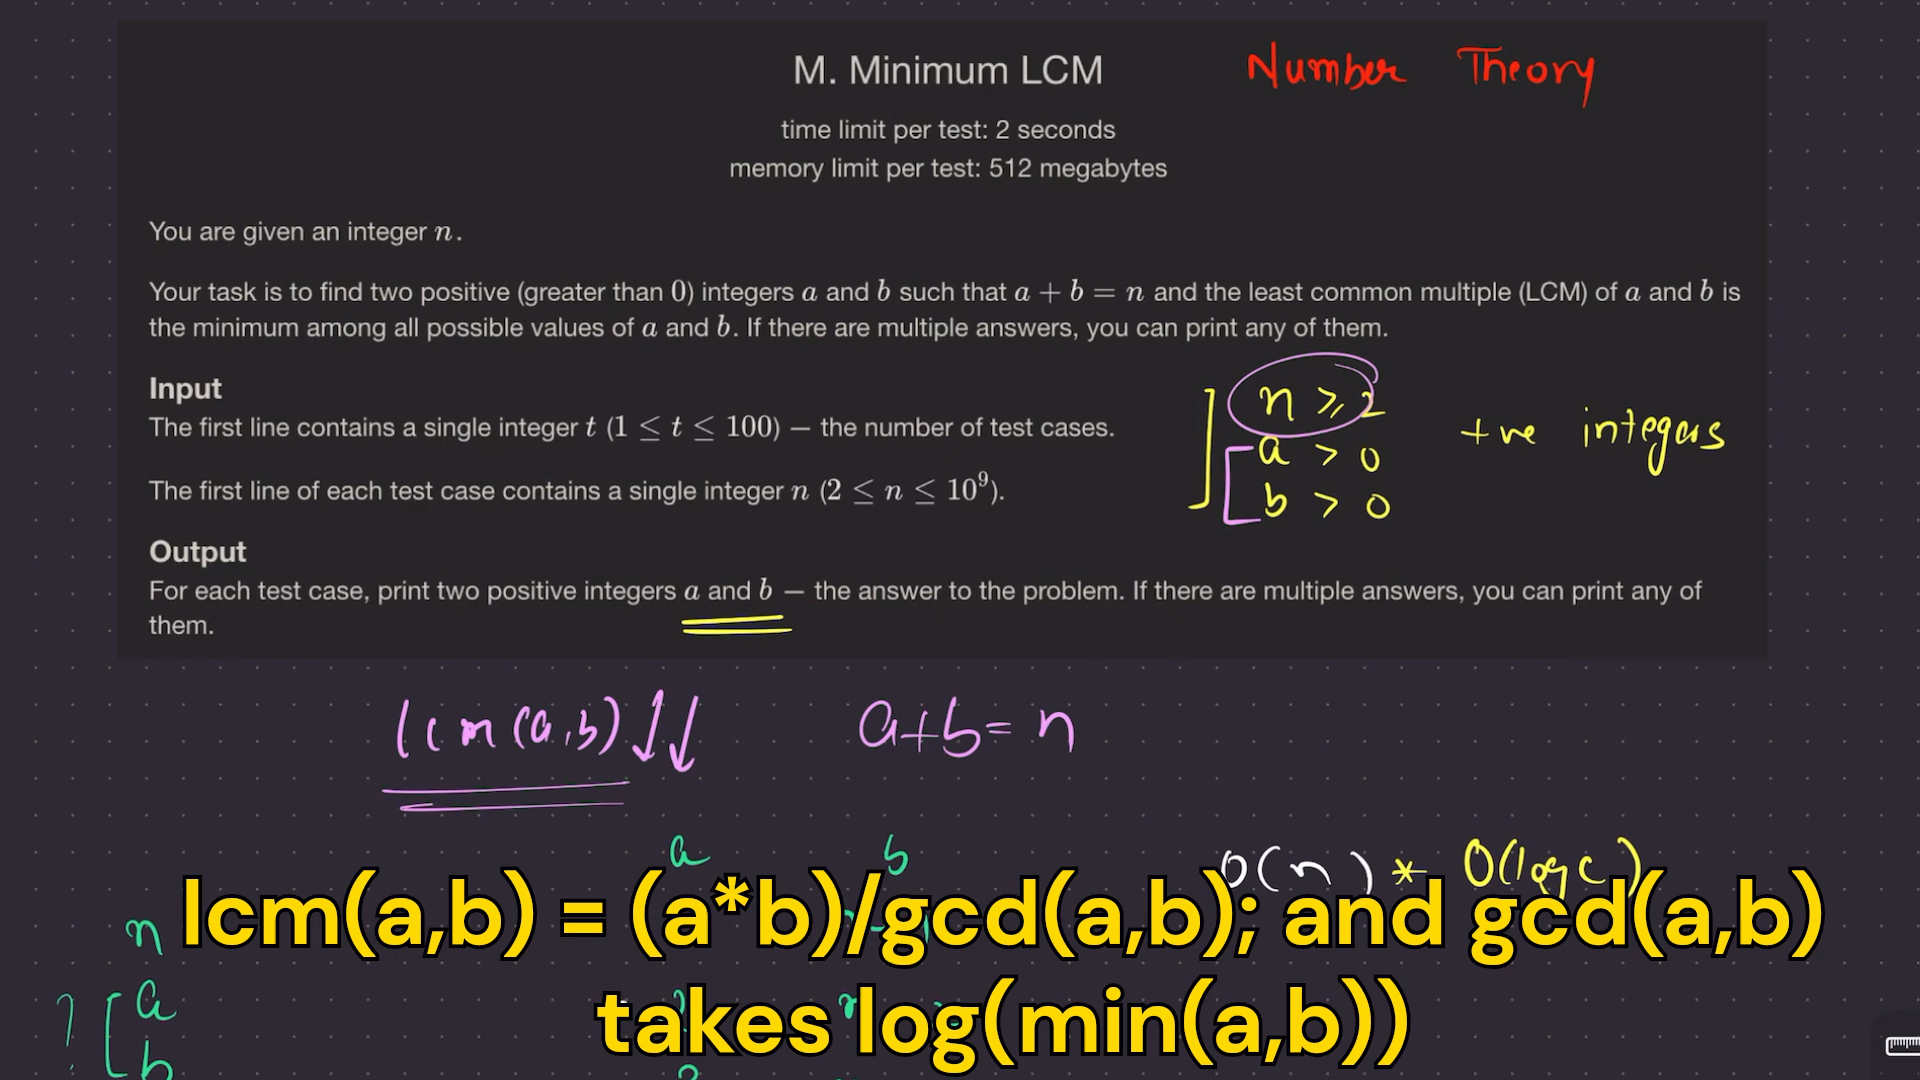 M. Minimum LCM
Number Theory
time limit per test: 2 seconds
memory limit per test: 512 megabytes
You are given an integer n.
Your task is to find two positive (greater than 0) integers a and b such that a + b = n and the least common multiple (LCM) of a and b is
the minimum among all possible values of a and b. If there are multiple answers, you can print any of them.
Input
The first line contains a single integer t (1 ≤ t ≤ 100) — the number of test cases.
The first line of each test case contains a single integer n (2 ≤ n ≤ 10⁹).
n ≥ 2
a > 0
b > 0
+ve integers
Output
For each test case, print two positive integers a and b — the answer to the problem. If there are multiple answers, you can print any of
them.
lcm(a,b) ↓↓
a+b= n
a b
O(n) * O(log c)
n
lcm(a,b) = (a*b)/gcd(a,b); and gcd(a,b)
takes log(min(a,b))
? [ a
b